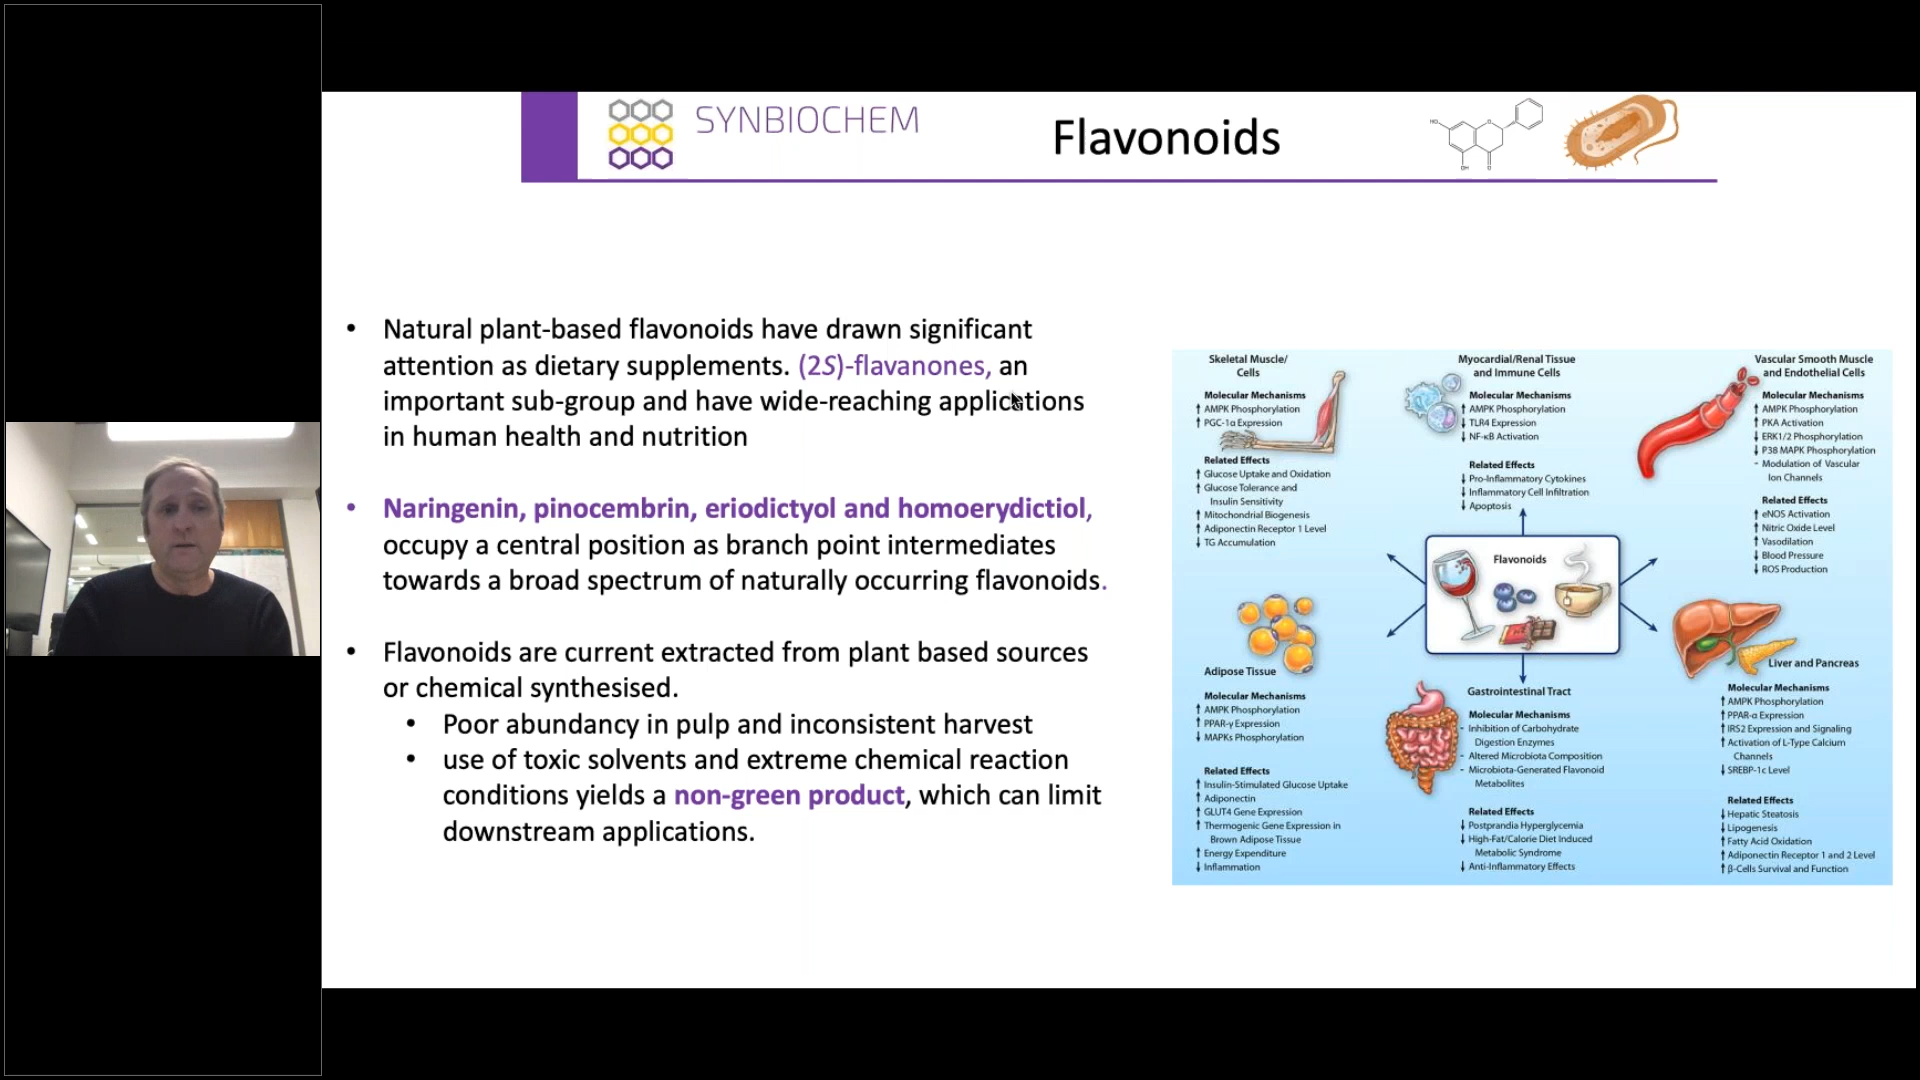 SYNBIOCHEM
Flavonoids
HO
O
OH
O
• Natural plant-based flavonoids have drawn significant
attention as dietary supplements. (2S)-flavanones, an
important sub-group and have wide-reaching applications
in human health and nutrition
• Naringenin, pinocembrin, eriodictyol and homoerydictiol,
occupy a central position as branch point intermediates
towards a broad spectrum of naturally occurring flavonoids.
• Flavonoids are current extracted from plant based sources
or chemical synthesised.
• Poor abundancy in pulp and inconsistent harvest
• use of toxic solvents and extreme chemical reaction
conditions yields a non-green product, which can limit
downstream applications.
Skeletal Muscle/
Cells
Molecular Mechanisms
↑ AMPK Phosphorylation
↑ PGC-1α Expression
Related Effects
↑ Glucose Uptake and Oxidation
↑ Glucose Tolerance and
Insulin Sensitivity
↑ Mitochondrial Biogenesis
↑ Adiponectin Receptor 1 Level
↓ TG Accumulation
Myocardial/Renal Tissue
and Immune Cells
Molecular Mechanisms
↑ AMPK Phosphorylation
↓ TLR4 Expression
↓ NF-κB Activation
Related Effects
↓ Pro-Inflammatory Cytokines
↓ Inflammatory Cell Infiltration
↓ Apoptosis
Vascular Smooth Muscle
and Endothelial Cells
Molecular Mechanisms
↑ AMPK Phosphorylation
↑ PKA Activation
↓ ERK1/2 Phosphorylation
↓ P38 MAPK Phosphorylation
- Modulation of Vascular
Ion Channels
Related Effects
↑ eNOS Activation
↑ Nitric Oxide Level
↑ Vasodilation
↓ Blood Pressure
↓ ROS Production
Flavonoids
Adipose Tissue
Molecular Mechanisms
↑ AMPK Phosphorylation
↑ PPAR-γ Expression
↓ MAPKs Phosphorylation
Related Effects
↑ Insulin-Stimulated Glucose Uptake
↑ Adiponectin
↑ GLUT4 Gene Expression
↑ Thermogenic Gene Expression in
Brown Adipose Tissue
↑ Energy Expenditure
↓ Inflammation
Gastrointestinal Tract
Molecular Mechanisms
- Inhibition of Carbohydrate
Digestion Enzymes
- Altered Microbiota Composition
- Microbiota-Generated Flavonoid
Metabolites
Related Effects
↓ Postprandia Hyperglycemia
↓ High-Fat/Calorie Diet Induced
Metabolic Syndrome
↓ Anti-Inflammatory Effects
Liver and Pancreas
Molecular Mechanisms
↑ AMPK Phosphorylation
↑ PPAR-α Expression
↑ IRS2 Expression and Signaling
↑ Activation of L-Type Calcium
Channels
↓ SREBP-1c Level
Related Effects
↓ Hepatic Steatosis
↓ Lipogenesis
↑ Fatty Acid Oxidation
↑ Adiponectin Receptor 1 and 2 Level
↑ β-Cells Survival and Function